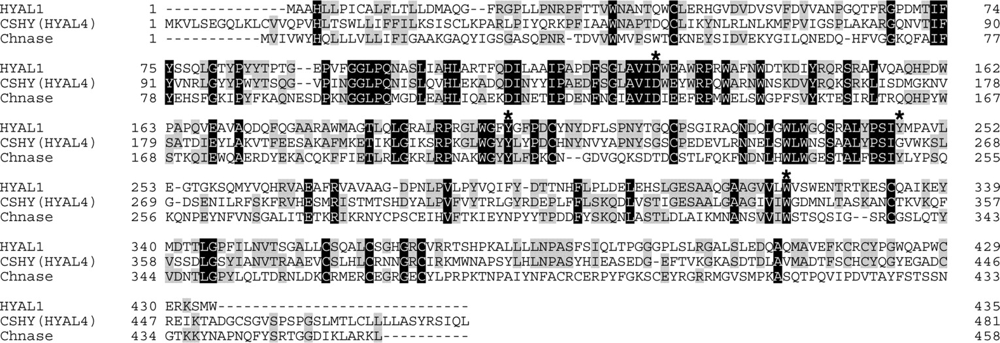 HYAL1 1 --------------MAAHLLPICALFLTLLDMAQG--FRGPLLPNRPFTTVWNANTQWCLERHGVDVDVSVFDVVANPGQTFRGPDMTIF 74
CSHY(HYAL4) 1 MKVLSEGQLKLCVVQPVHLTSWLLIFFILKSISCLKPARLPIYQRKPFIAAWNAPTDQCLIKYNLRLNLKMFPVIGSPLAKARGQNVTIF 90
Chnase 1 -----------MVIVWYHQLLLVLLIFIGAAKGAQYIGSGASQPNR-TDVVWMVPSWTCKNEYSIDVEKYGILQNEDQ-HFVGGKQFAIF 77
*
HYAL1 75 YSSQLGTYPYYTPTG--EPVFGGLPQNASLIAHLARTFQDILAAIPAPDFSGLAVIDWEAWRPRWAFNWDTKDIYRQRSRALVQAQHPDW 162
CSHY(HYAL4) 91 YVNRLGYYPWYTSQG--VPINGGLPQNISLQVHLEKADQDINYYIPAEDFSGLAVIDWEYWRPQWARNWNSKDVYRQKSRKLISDMGKNV 178
Chnase 78 YEHSFGKIPYFKAQNESDPKNGGLPQMGDLEAHLIQAEKDINETIPDENFNGIAVIDIEEFRPMWELSWGPFSVYKTESIRLTRQQHPYW 167
* *
HYAL1 163 PAPQVEAVAQDQFQGAARAWMAGTLQLGRALRPRGLWGFYGFPDCYNYDFLSPNYTGQCPSGIRAQNDQLGWLWGQSRALYPSIYMPAVL 252
CSHY(HYAL4) 179 SATDIEYLAKVTFEESAKAFMKETIKLGIKSRPKGLWGYYLYPDCHNYNVYAPNYSGSCPEDEVLRNNELSWLWNSSAALYPSIGVWKSL 268
Chnase 168 STKQIEWQAERDYEKACQKFFIETLRLGKRLRPNAKWGYYLFPKCN--GDVGQKSDTDCSTLFQKFNDNLHWLWGESTALFPSIYLYPSQ 255
*
HYAL1 253 E-GTGKSQMYVQHRVAEAFRVAVAAG-DPNLPVLPYVQIFY-DTTNHFLPLDELEHSLGESAAQGAAGVVLWVSWENTRTKESCQAIKEY 339
CSHY(HYAL4) 269 G-DSENILRFSKFRVHESMRISTMTSHDYALPVFVYTRLGYRDEPLFFLSKQDLVSTIGESAALGAAGIVIWGDMNLTASKANCTKVKQF 357
Chnase 256 KQNPEYNFVNSGALITETKRIKRNYCPSCEIHVFTKIEYNPYYTPDDFYSKQNLASTLDLAIKMNANSVVIWSTSQSIG--SRCGSLQTY 343
HYAL1 340 MDTTLGPFILNVTSGALLCSQALCSGHGRCVRRTSHPKALLLLNPASFSIQLTPGGGPLSLRGALSLEDQAQMAVEFKCRCYPGWQAPWC 429
CSHY(HYAL4) 358 VSSDLGSYIANVTRAAEVCSLHLCRNNGRCIRKMWNAPSYLHLNPASYHIEASEDG-EFTVKGKASDTDLAVMADTFSCHCYQGYEGADC 446
Chnase 344 VDNTLGPYLQLTDRNLDKCRMERCEGRGECYLPRPKTNPAIYNFACRCERPYFGKSCEYRGRRMGVSMPKASQTPQVIPDVTAYFSTSSN 433
HYAL1 430 ERKSMW----------------------------- 435
CSHY(HYAL4) 447 REIKTADGCSGVSPSPGSLMTLCLLLLASYRSIQL 481
Chnase 434 GTKKYNAPNQFYSRTGGDIKLARKL---------- 458